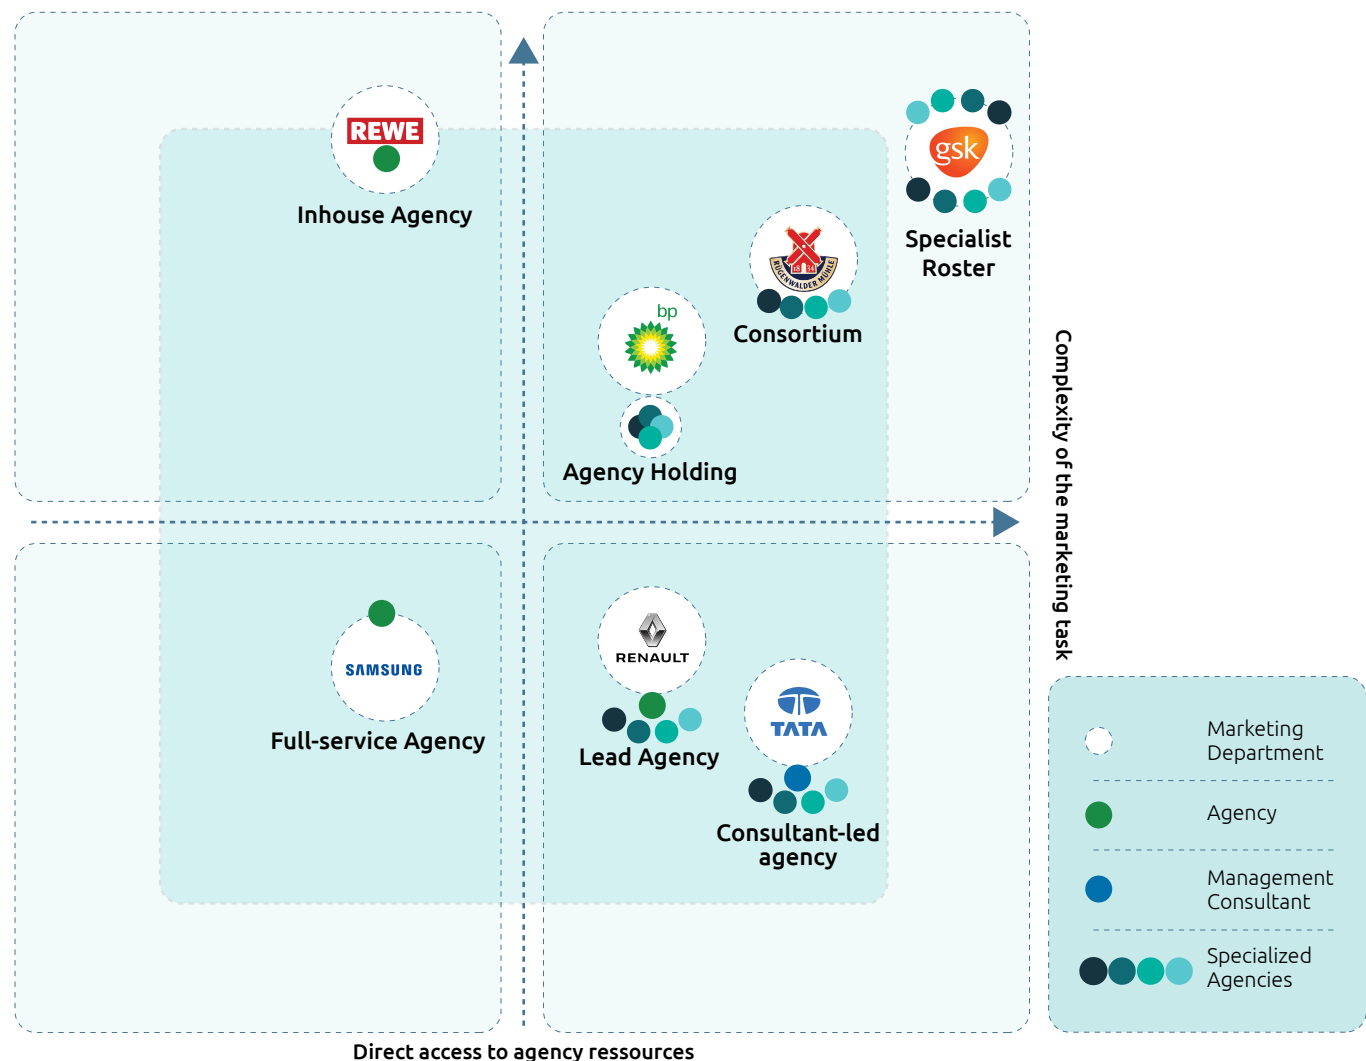 REWE
Inhouse Agency
gsk
Specialist
Roster
RÜGENWALDER MÜHLE
Consortium
bp
Agency Holding
Complexity of the marketing task
SAMSUNG
Full-service Agency
RENAULT
Lead Agency
TATA
Consultant-led
agency
Marketing
Department
Agency
Management
Consultant
Specialized
Agencies
Direct access to agency ressources